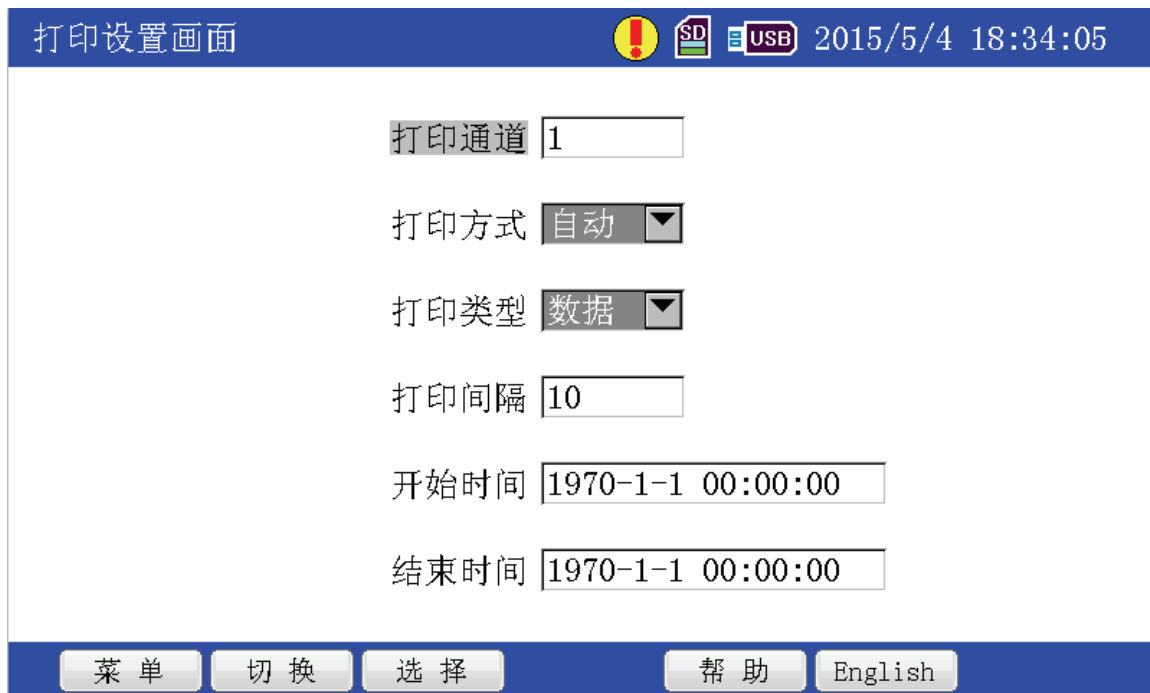 打印设置画面 SD USB 2015/5/4 18:34:05
打印通道 1
打印方式 自动
打印类型 数据
打印间隔 10
开始时间 1970-1-1 00:00:00
结束时间 1970-1-1 00:00:00
菜单 切换 选择 帮助 English